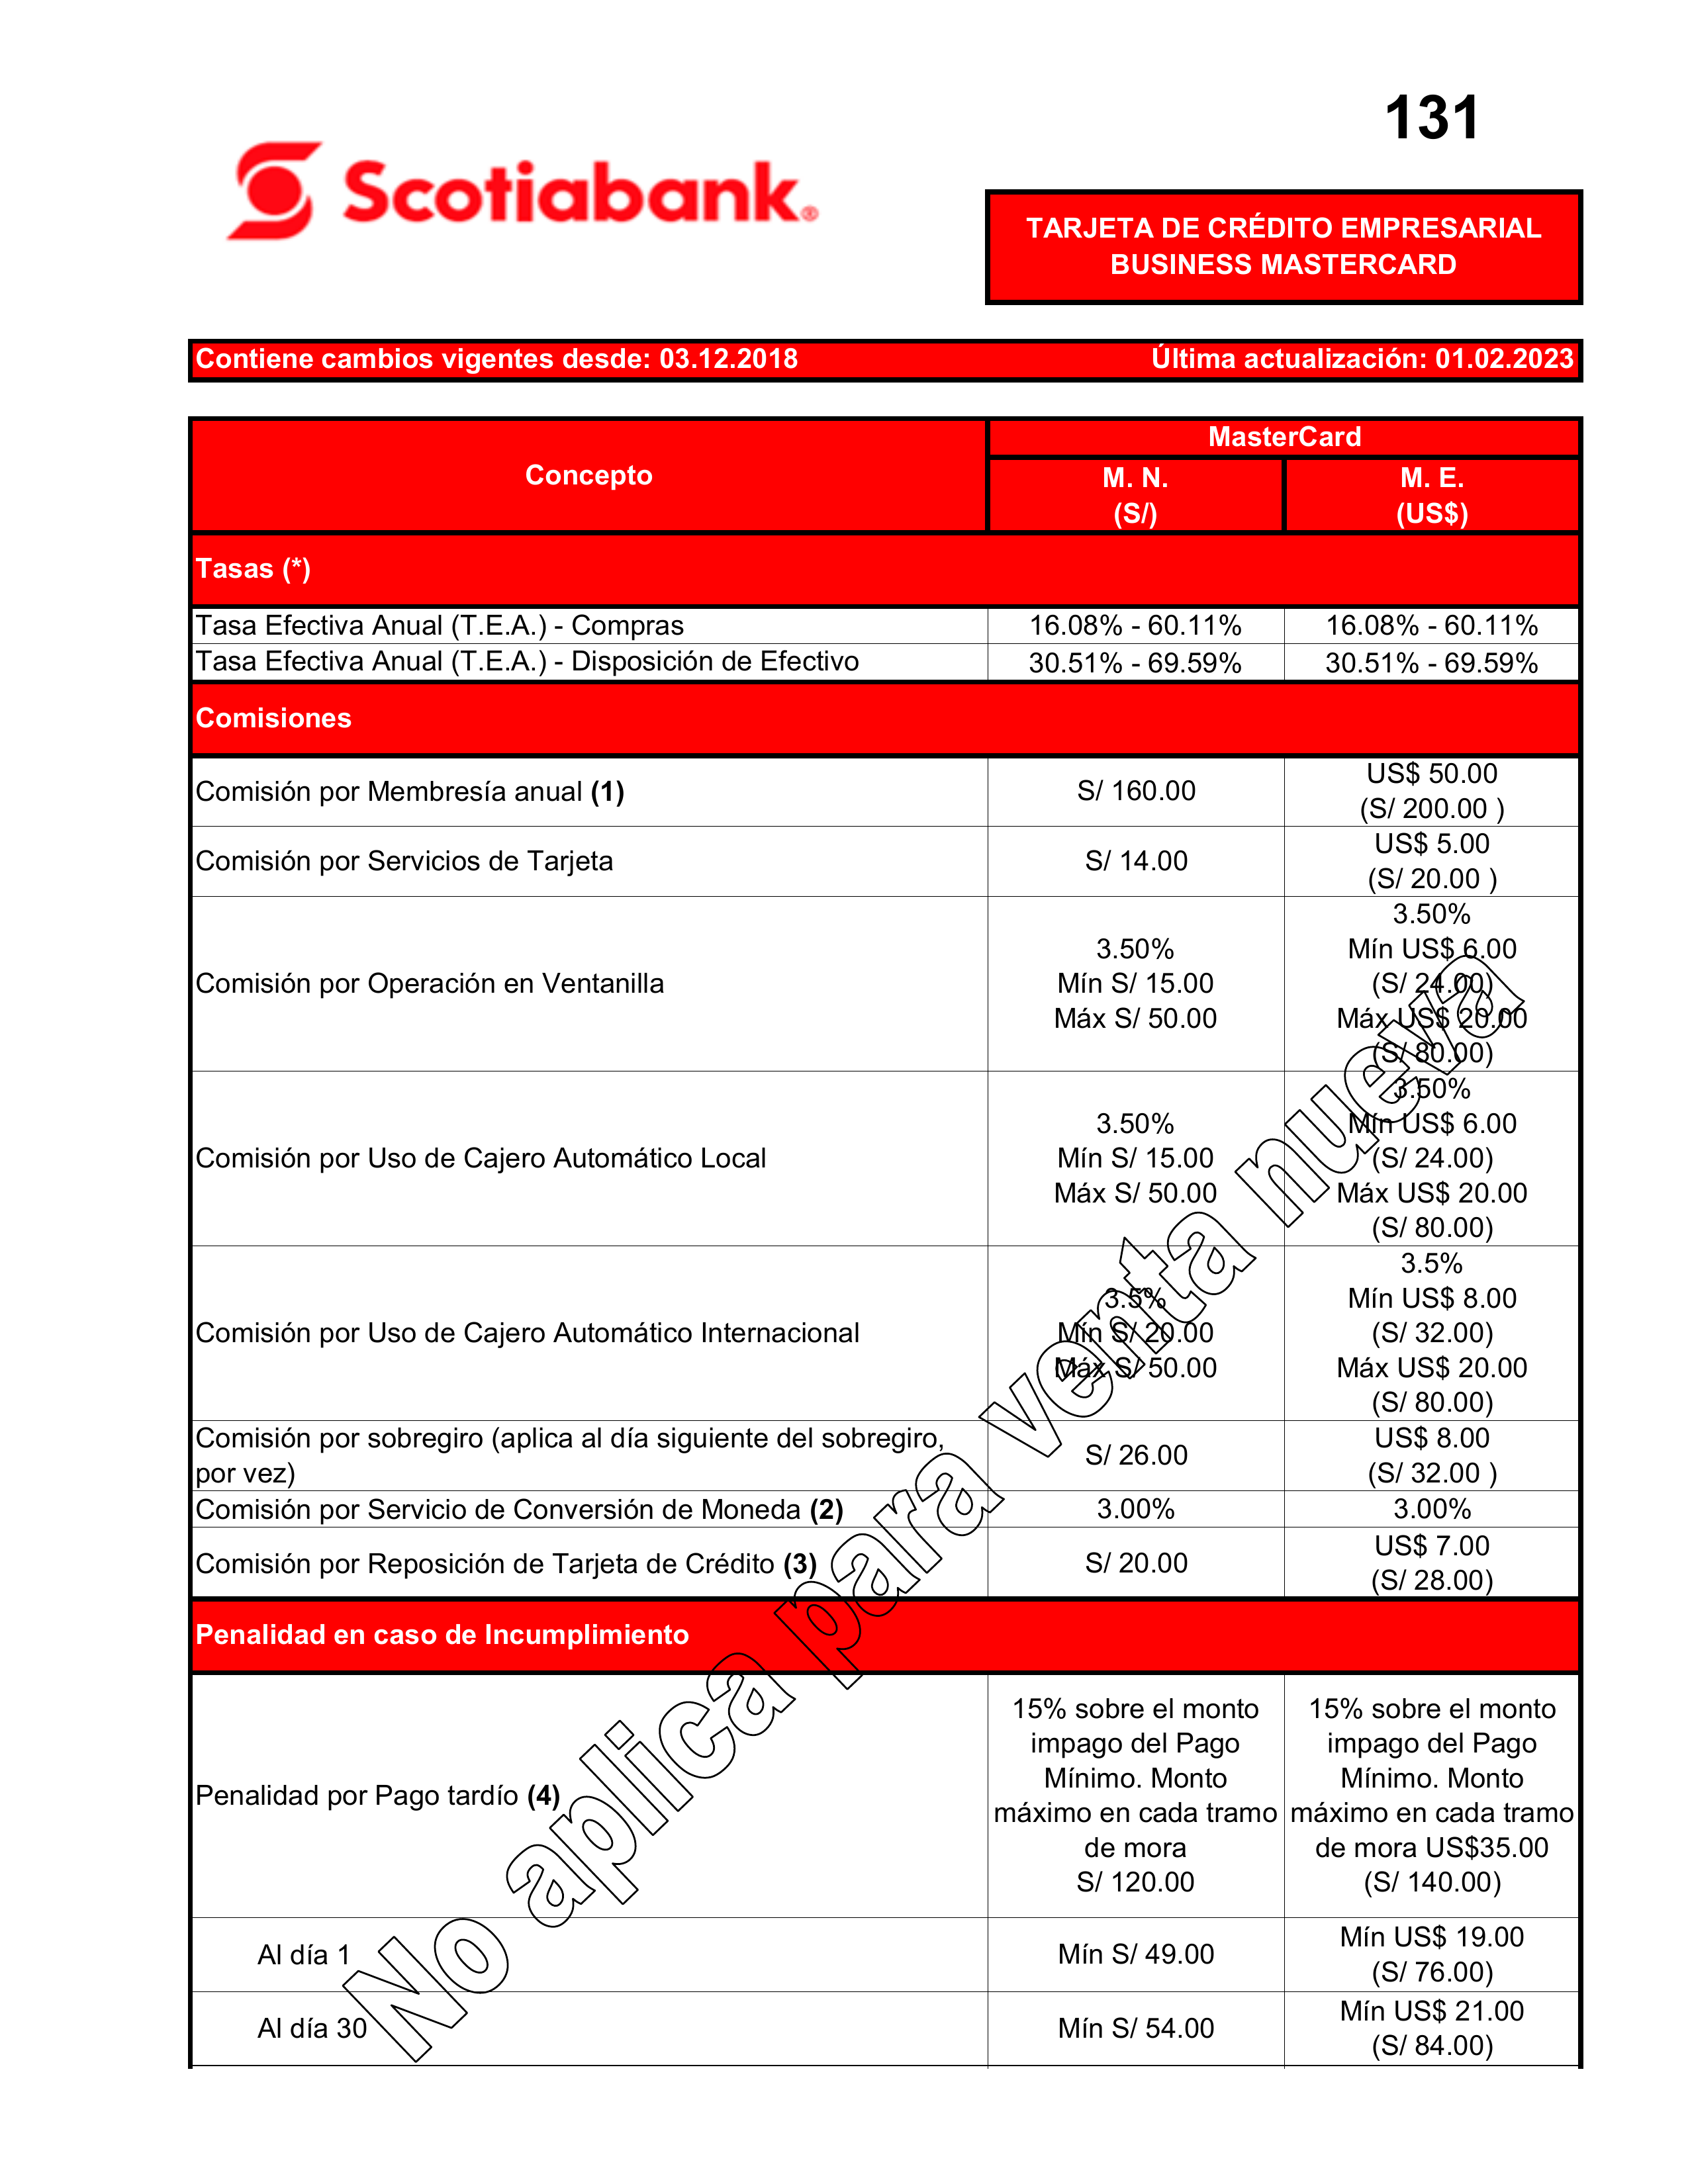 131
Scotiabank®
TARJETA DE CRÉDITO EMPRESARIAL
BUSINESS MASTERCARD
Contiene cambios vigentes desde: 03.12.2018 Última actualización: 01.02.2023
Concepto
MasterCard
M. N.
(S/)
M. E.
(US$)
Tasas (*)
Tasa Efectiva Anual (T.E.A.) - Compras 16.08% - 60.11% 16.08% - 60.11%
Tasa Efectiva Anual (T.E.A.) - Disposición de Efectivo 30.51% - 69.59% 30.51% - 69.59%
Comisiones
Comisión por Membresía anual (1)
S/ 160.00
US$ 50.00
(S/ 200.00 )
Comisión por Servicios de Tarjeta
S/ 14.00
US$ 5.00
(S/ 20.00 )
Comisión por Operación en Ventanilla
3.50%
Mín S/ 15.00
Máx S/ 50.00
3.50%
Mín US$ 6.00
(S/ 24.00)
Máx US$ 20.00
(S/ 80.00)
Comisión por Uso de Cajero Automático Local
3.50%
Mín S/ 15.00
Máx S/ 50.00
3.50%
Mín US$ 6.00
(S/ 24.00)
Máx US$ 20.00
(S/ 80.00)
Comisión por Uso de Cajero Automático Internacional
3.5%
Mín S/ 20.00
Máx S/ 50.00
3.5%
Mín US$ 8.00
(S/ 32.00)
Máx US$ 20.00
(S/ 80.00)
Comisión por sobregiro (aplica al día siguiente del sobregiro,
por vez)
S/ 26.00
US$ 8.00
(S/ 32.00 )
Comisión por Servicio de Conversión de Moneda (2) 3.00% 3.00%
Comisión por Reposición de Tarjeta de Crédito (3)
S/ 20.00
US$ 7.00
(S/ 28.00)
Penalidad en caso de Incumplimiento
Penalidad por Pago tardío (4)
15% sobre el monto
impago del Pago
Mínimo. Monto
máximo en cada tramo
de mora
S/ 120.00
15% sobre el monto
impago del Pago
Mínimo. Monto
máximo en cada tramo
de mora US$35.00
(S/ 140.00)
Al día 1
Mín S/ 49.00
Mín US$ 19.00
(S/ 76.00)
Al día 30
Mín S/ 54.00
Mín US$ 21.00
(S/ 84.00)
No aplica para venta nueva